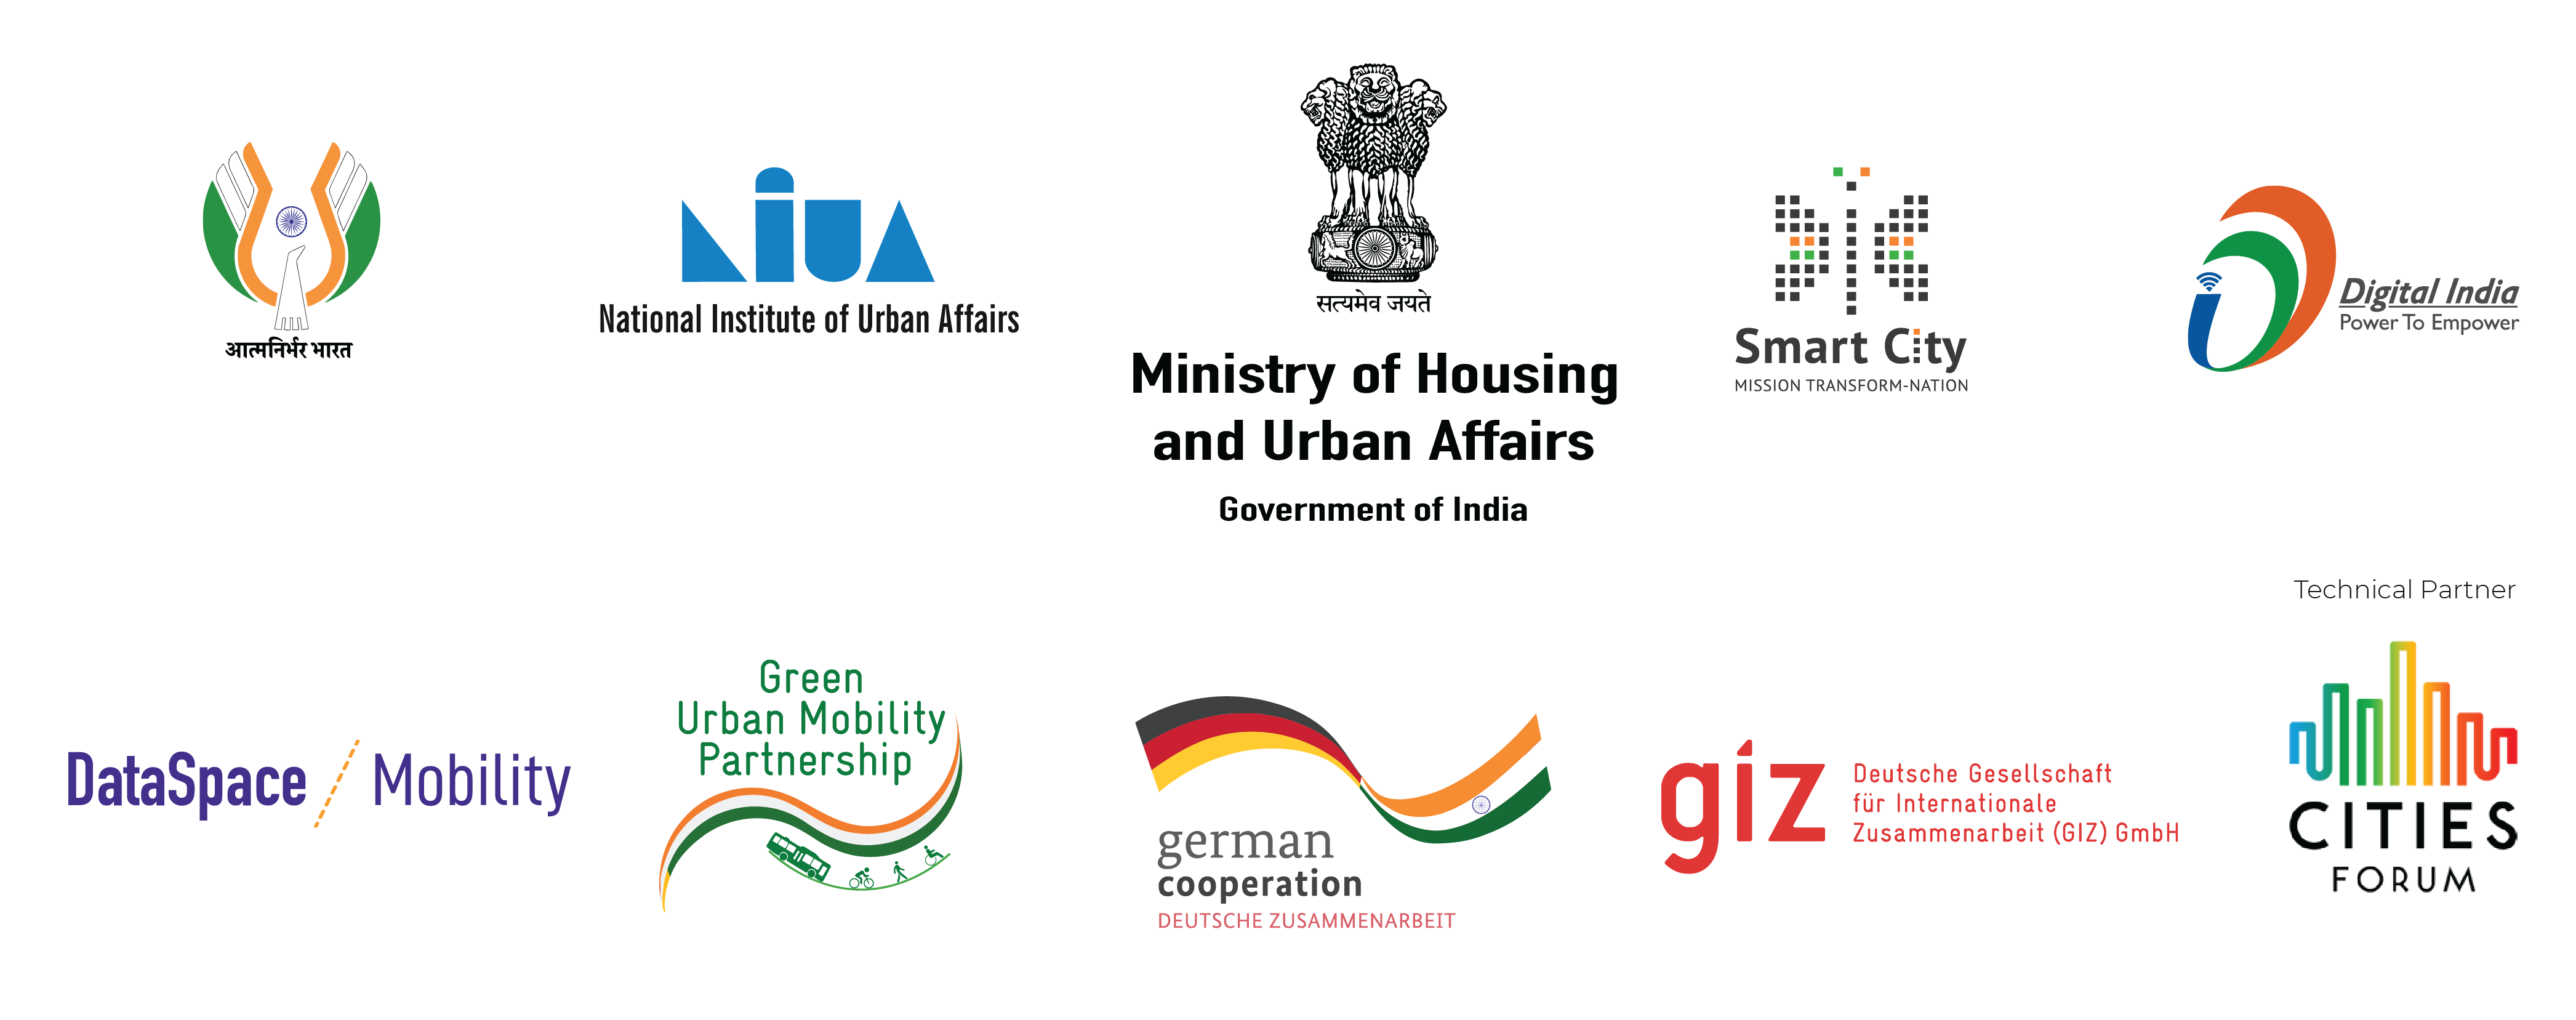 आत्मनिर्भर भारत
NIUA
National Institute of Urban Affairs
सत्यमेव जयते
Ministry of Housing
and Urban Affairs
Government of India
Smart City
MISSION TRANSFORM-NATION
Digital India
Power To Empower
DataSpace / Mobility
Green
Urban Mobility
Partnership
german
cooperation
DEUTSCHE ZUSAMMENARBEIT
giz
Deutsche Gesellschaft
für Internationale
Zusammenarbeit (GIZ) GmbH
Technical Partner
CITIES
FORUM